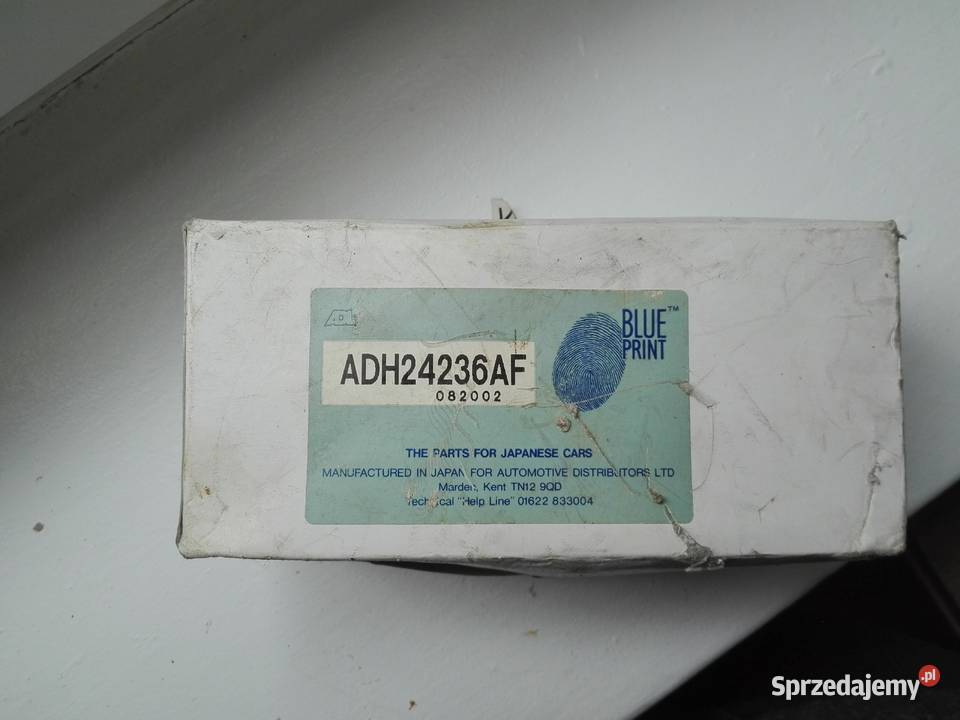 K
ADL
BLUE
PRINT™
ADH24236AF
082002
THE PARTS FOR JAPANESE CARS
MANUFACTURED IN JAPAN FOR AUTOMOTIVE DISTRIBUTORS LTD
Marden, Kent TN12 9QD
Technical "Help Line" 01622 833004
Sprzedajemy.pl